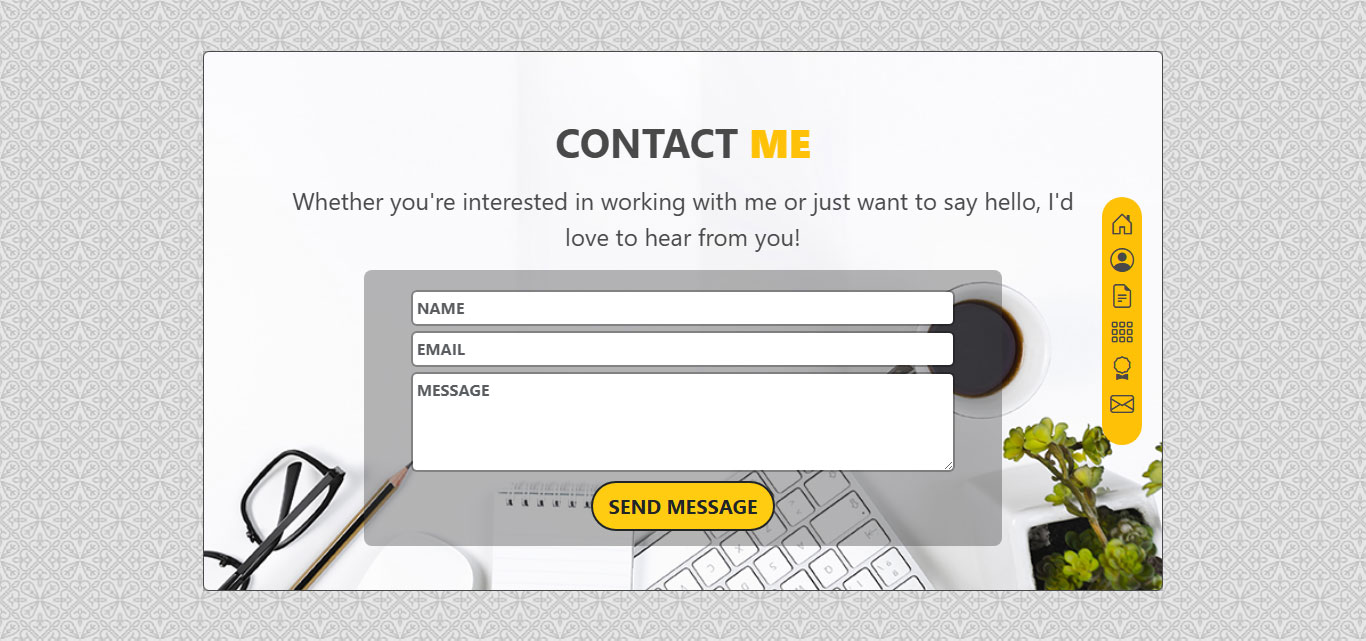 CONTACT ME
Whether you're interested in working with me or just want to say hello, I'd
love to hear from you!
NAME
EMAIL
MESSAGE
SEND MESSAGE